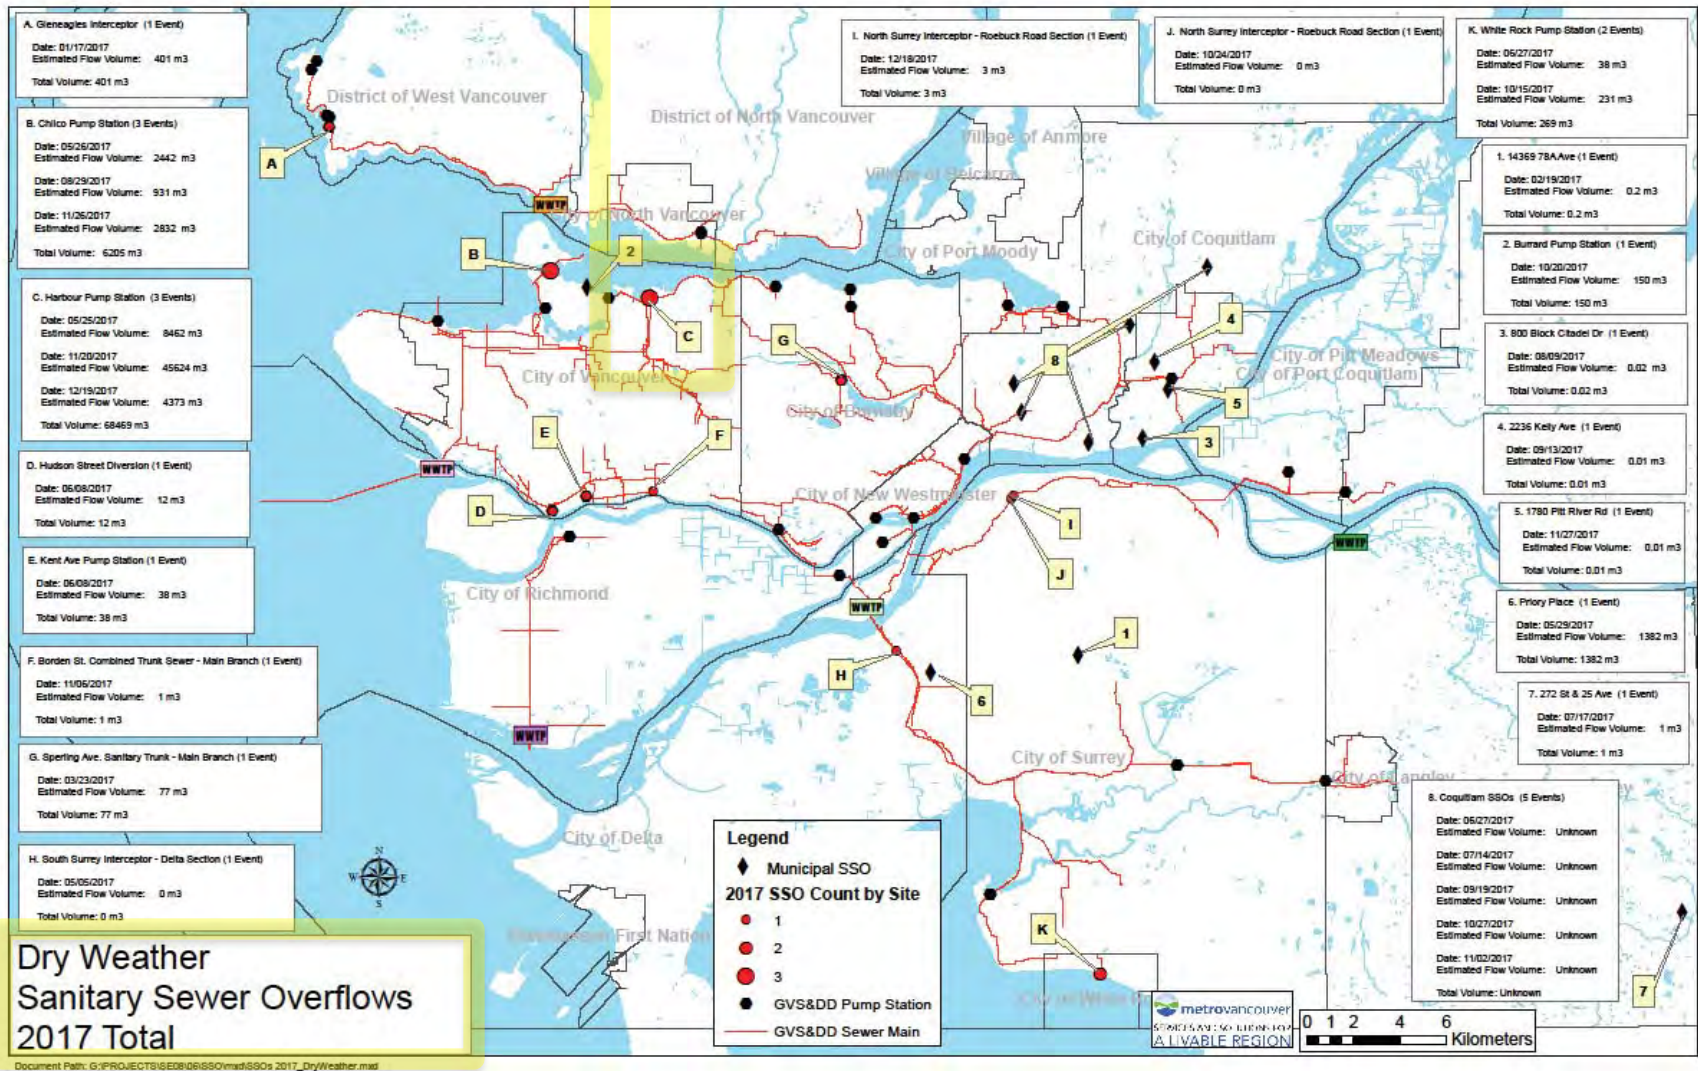 A. Gleneagles Interceptor (1 Event)
Date: 01/17/2017
Estimated Flow Volume: 401 m3
Total Volume: 401 m3
B. Chilco Pump Station (3 Events)
Date: 05/26/2017
Estimated Flow Volume: 2442 m3
Date: 08/29/2017
Estimated Flow Volume: 931 m3
Date: 11/26/2017
Estimated Flow Volume: 2832 m3
Total Volume: 6205 m3
C. Harbour Pump Station (3 Events)
Date: 05/25/2017
Estimated Flow Volume: 8462 m3
Date: 11/20/2017
Estimated Flow Volume: 45624 m3
Date: 12/19/2017
Estimated Flow Volume: 4373 m3
Total Volume: 68469 m3
D. Hudson Street Diversion (1 Event)
Date: 06/08/2017
Estimated Flow Volume: 12 m3
Total Volume: 12 m3
E. Kent Ave Pump Station (1 Event)
Date: 06/08/2017
Estimated Flow Volume: 38 m3
Total Volume: 38 m3
F. Borden St. Combined Trunk Sewer - Main Branch (1 Event)
Date: 11/06/2017
Estimated Flow Volume: 1 m3
Total Volume: 1 m3
G. Sperling Ave. Sanitary Trunk - Main Branch (1 Event)
Date: 03/23/2017
Estimated Flow Volume: 77 m3
Total Volume: 77 m3
H. South Surrey Interceptor - Delta Section (1 Event)
Date: 05/05/2017
Estimated Flow Volume: 0 m3
Total Volume: 0 m3
I. North Surrey Interceptor - Roebuck Road Section (1 Event)
Date: 12/18/2017
Estimated Flow Volume: 3 m3
Total Volume: 3 m3
J. North Surrey Interceptor - Roebuck Road Section (1 Event)
Date: 10/24/2017
Estimated Flow Volume: 0 m3
Total Volume: 0 m3
K. White Rock Pump Station (2 Events)
Date: 06/27/2017
Estimated Flow Volume: 38 m3
Date: 10/15/2017
Estimated Flow Volume: 231 m3
Total Volume: 269 m3
1. 14369 78A Ave (1 Event)
Date: 02/19/2017
Estimated Flow Volume: 0.2 m3
Total Volume: 0.2 m3
2. Burrard Pump Station (1 Event)
Date: 10/20/2017
Estimated Flow Volume: 150 m3
Total Volume: 150 m3
3. 800 Block Citadel Dr (1 Event)
Date: 08/09/2017
Estimated Flow Volume: 0.02 m3
Total Volume: 0.02 m3
4. 2236 Kelly Ave (1 Event)
Date: 09/13/2017
Estimated Flow Volume: 0.01 m3
Total Volume: 0.01 m3
5. 1780 Pitt River Rd (1 Event)
Date: 11/27/2017
Estimated Flow Volume: 0.01 m3
Total Volume: 0.01 m3
6. Priory Place (1 Event)
Date: 05/29/2017
Estimated Flow Volume: 1382 m3
Total Volume: 1382 m3
7. 272 St & 25 Ave (1 Event)
Date: 07/17/2017
Estimated Flow Volume: 1 m3
Total Volume: 1 m3
8. Coquitlam SSOs (5 Events)
Date: 06/27/2017
Estimated Flow Volume: Unknown
Date: 07/14/2017
Estimated Flow Volume: Unknown
Date: 09/19/2017
Estimated Flow Volume: Unknown
Date: 10/27/2017
Estimated Flow Volume: Unknown
Date: 11/02/2017
Estimated Flow Volume: Unknown
Total Volume: Unknown
District of West Vancouver
District of North Vancouver
Village of Anmore
Village of Belcarra
A
WWTP
City of North Vancouver
B
2
City of Port Moody
City of Coquitlam
C
G
8
4
City of Pitt Meadows
City of Port Coquitlam
City of Vancouver
City of Burnaby
5
E
F
3
WWTP
D
City of New Westminster
I
WWTP
J
City of Richmond
WWTP
1
H
6
WWTP
City of Surrey
City of Langley
City of Delta
N
W E
S
First Nation
K
7
City of White
Legend
Municipal SSO
2017 SSO Count by Site
1
2
3
GVS&DD Pump Station
GVS&DD Sewer Main
metrovancouver
SERVICES AND SOLUTIONS FOR
A LIVABLE REGION
0 1 2 4 6
Kilometers
Dry Weather
Sanitary Sewer Overflows
2017 Total
Document Path: G:\PROJECTS\SE08\06\SSO\mxd\SSOs 2017_DryWeather.mxd